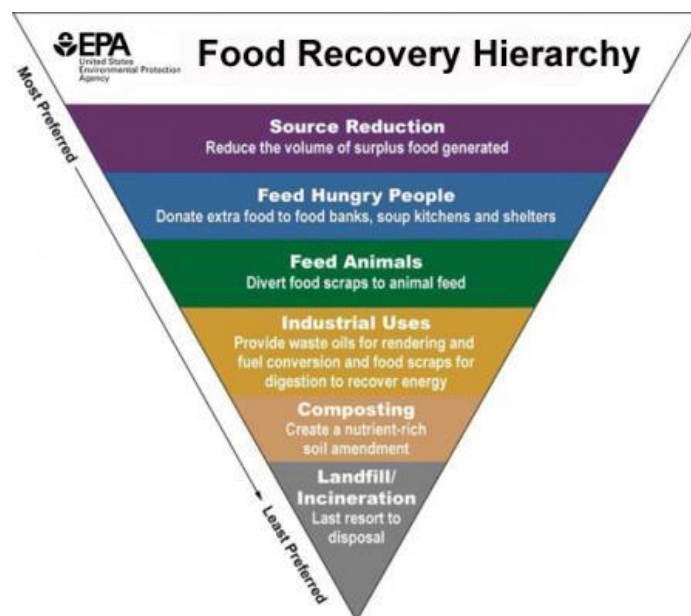 EPA
United States
Environmental Protection
Agency
Food Recovery Hierarchy
Most Preferred
Source Reduction
Reduce the volume of surplus food generated
Feed Hungry People
Donate extra food to food banks, soup kitchens and shelters
Feed Animals
Divert food scraps to animal feed
Industrial Uses
Provide waste oils for rendering and
fuel conversion and food scraps for
digestion to recover energy
Composting
Create a nutrient-rich
soil amendment
Landfill/
Incineration
Last resort to
disposal
Least Preferred